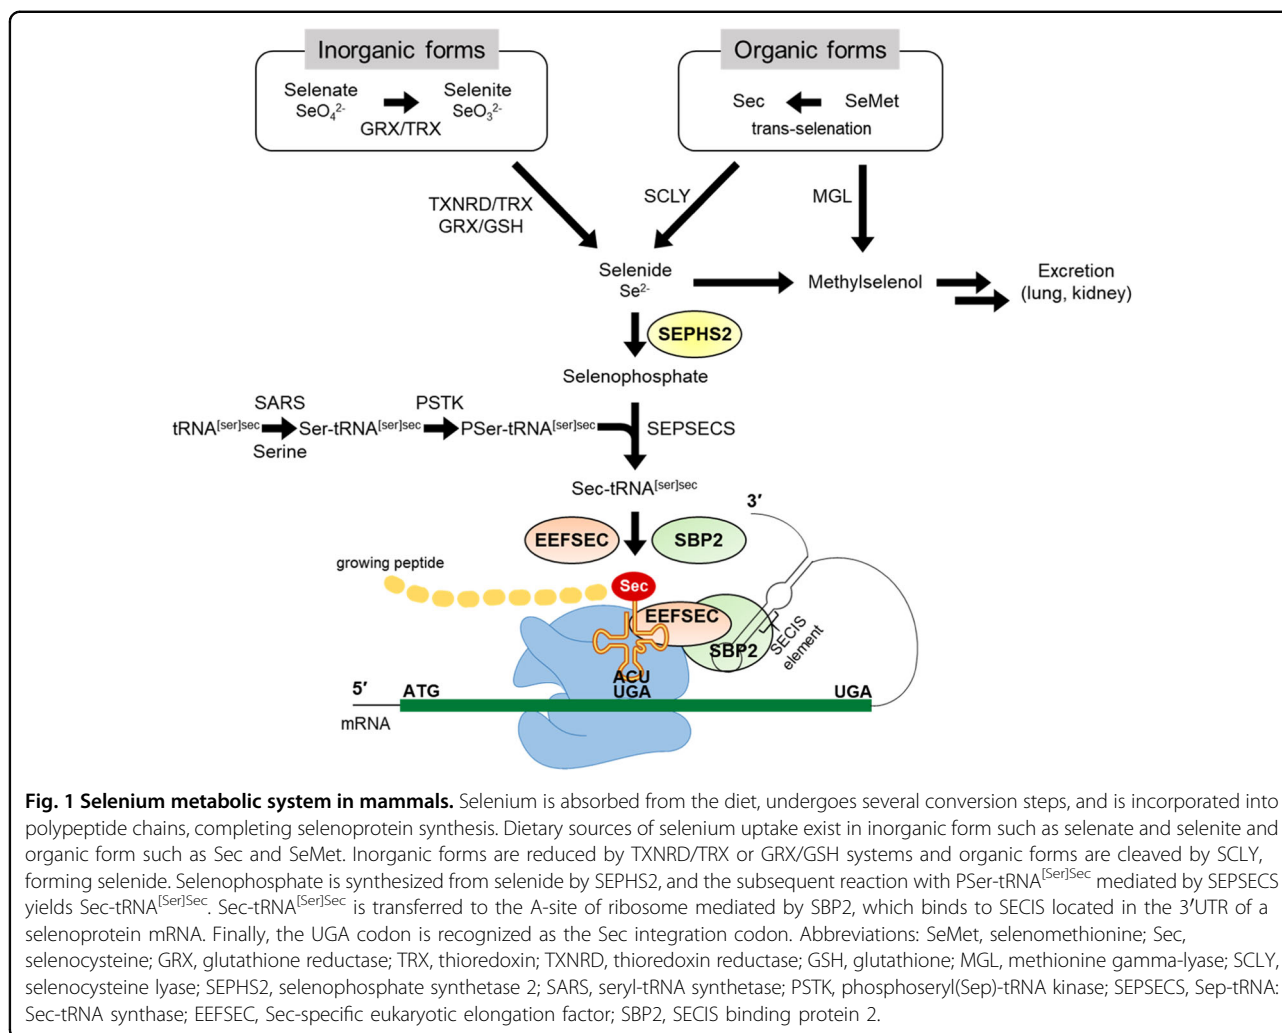 Inorganic forms
Selenate
SeO₄²⁻
Selenite
SeO₃²⁻
GRX/TRX
Organic forms
Sec
SeMet
trans-selenation
TXNRD/TRX
GRX/GSH
SCLY
MGL
Selenide
Se²⁻
Methylselenol
Excretion
(lung, kidney)
SEPHS2
Selenophosphate
SARS
PSTK
tRNA[ser]sec
Ser-tRNA[ser]sec
PSer-tRNA[ser]sec
SEPSECS
Serine
Sec-tRNA[ser]sec
3′
EEFSEC
SBP2
growing peptide
Sec
EEFSEC
SBP2
SECIS
element
ACU
5′
ATG
UGA
UGA
mRNA
Fig. 1 Selenium metabolic system in mammals. Selenium is absorbed from the diet, undergoes several conversion steps, and is incorporated into
polypeptide chains, completing selenoprotein synthesis. Dietary sources of selenium uptake exist in inorganic form such as selenate and selenite and
organic form such as Sec and SeMet. Inorganic forms are reduced by TXNRD/TRX or GRX/GSH systems and organic forms are cleaved by SCLY,
forming selenide. Selenophosphate is synthesized from selenide by SEPHS2, and the subsequent reaction with PSer-tRNA[Ser]Sec mediated by SEPSECS
yields Sec-tRNA[Ser]Sec. Sec-tRNA[Ser]Sec is transferred to the A-site of ribosome mediated by SBP2, which binds to SECIS located in the 3′UTR of a
selenoprotein mRNA. Finally, the UGA codon is recognized as the Sec integration codon. Abbreviations: SeMet, selenomethionine; Sec,
selenocysteine; GRX, glutathione reductase; TRX, thioredoxin; TXNRD, thioredoxin reductase; GSH, glutathione; MGL, methionine gamma-lyase; SCLY,
selenocysteine lyase; SEPHS2, selenophosphate synthetase 2; SARS, seryl-tRNA synthetase; PSTK, phosphoseryl(Sep)-tRNA kinase; SEPSECS, Sep-tRNA:
Sec-tRNA synthase; EEFSEC, Sec-specific eukaryotic elongation factor; SBP2, SECIS binding protein 2.